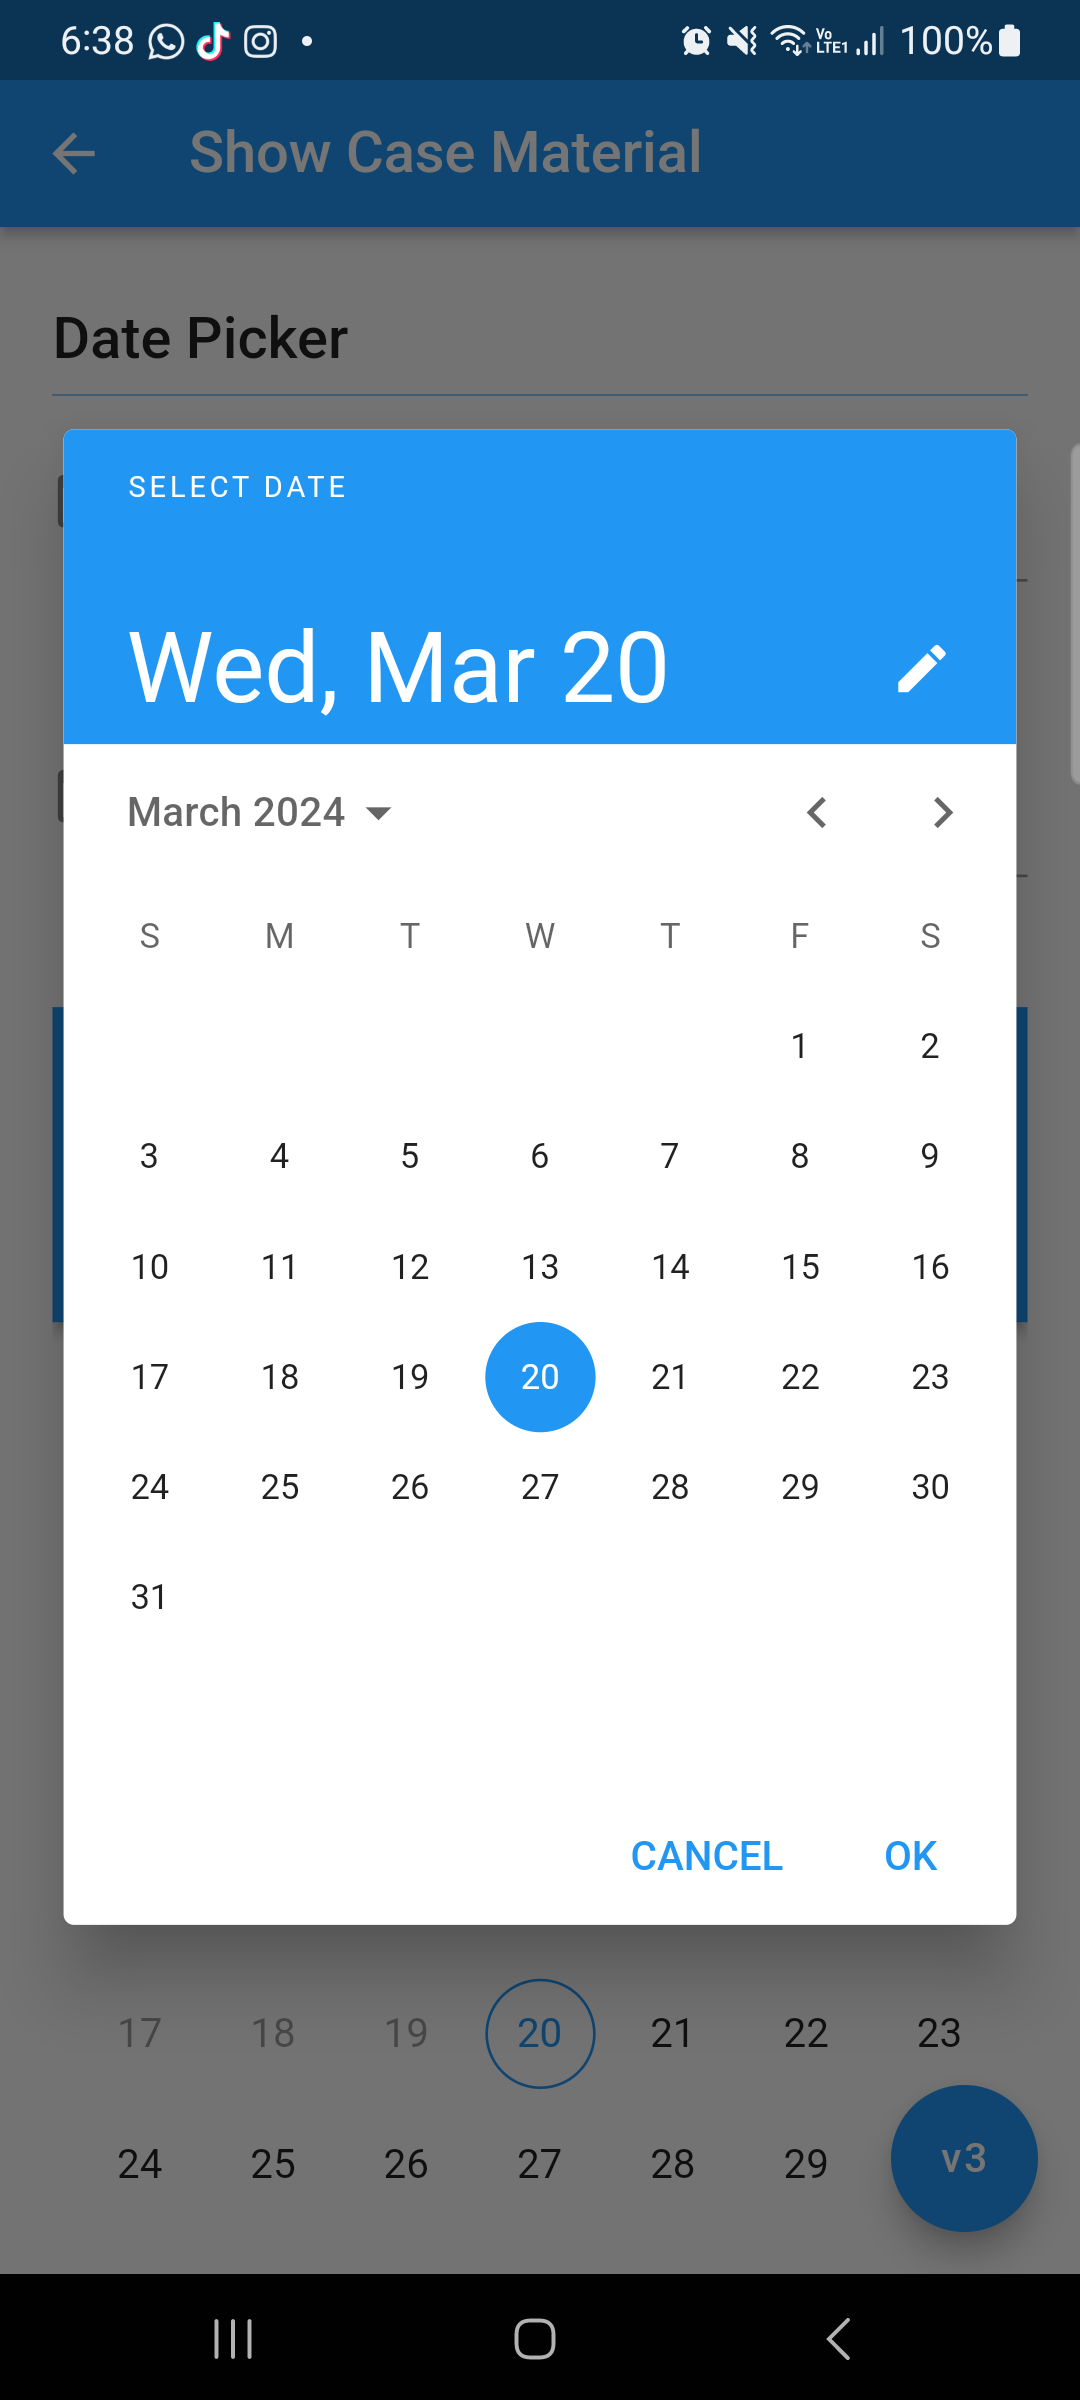 6:38 Vo LTE1 100%
Show Case Material
Date Picker
SELECT DATE
Wed, Mar 20
March 2024
S M T W T F S
1 2
3 4 5 6 7 8 9
10 11 12 13 14 15 16
17 18 19 20 21 22 23
24 25 26 27 28 29 30
31
CANCEL OK
17 18 19 20 21 22 23
24 25 26 27 28 29
v3